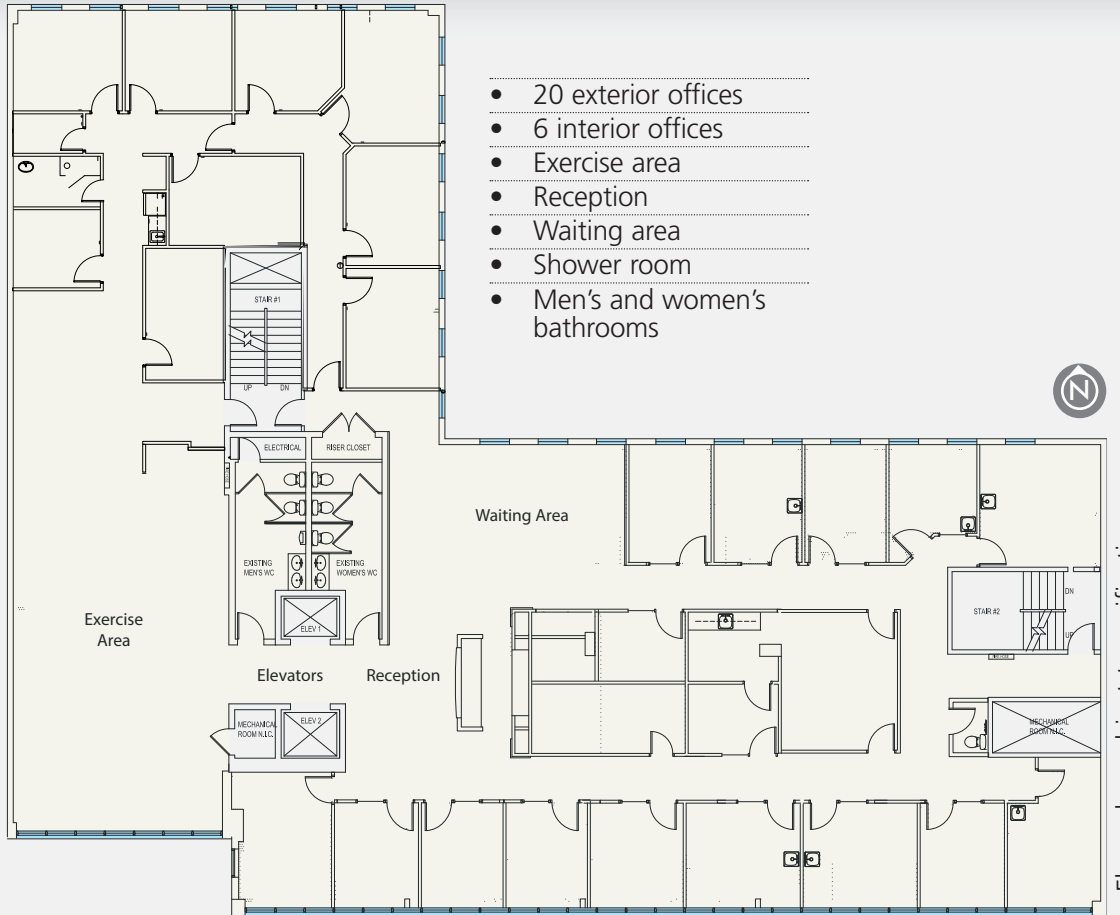 • 20 exterior offices
• 6 interior offices
• Exercise area
• Reception
• Waiting area
• Shower room
• Men’s and women’s
bathrooms
N
STAIR #1
UP DN
ELECTRICAL RISER CLOSET
Waiting Area
EXISTING
MEN'S WC
EXISTING
WOMEN'S WC
ELEV 1
Exercise
Area
Elevators Reception
MECHANICAL
ROOM N.I.C.
ELEV 2
STAIR #2
DN
UP
MECHANICAL
ROOM N.I.C.